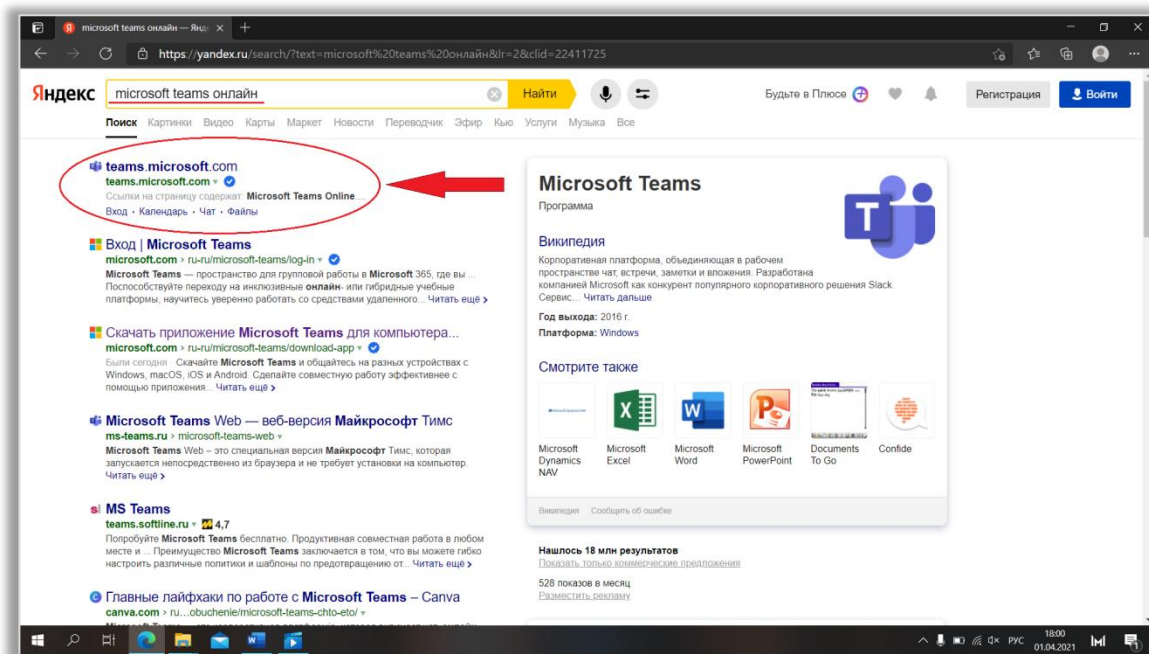 microsoft teams онлайн — Янде
https://yandex.ru/search/?text=microsoft%20teams%20онлайн&lr=2&clid=22411725
Яндекс
microsoft teams онлайн
Найти
Будьте в Плюсе
Регистрация
Войти
Поиск Картинки Видео Карты Маркет Новости Переводчик Эфир Кью Услуги Музыка Все
teams.microsoft.com
teams.microsoft.com
Ссылки на страницу содержат: Microsoft Teams Online...
Вход · Календарь · Чат · Файлы
Вход | Microsoft Teams
microsoft.com › ru-ru/microsoft-teams/log-in
Microsoft Teams — пространство для групповой работы в Microsoft 365, где вы ...
Поспособствуйте переходу на инклюзивные онлайн- или гибридные учебные
платформы, научитесь уверенно работать со средствами удаленного... Читать ещё ›
Скачать приложение Microsoft Teams для компьютера...
microsoft.com › ru-ru/microsoft-teams/download-app
Были сегодня Скачайте Microsoft Teams и общайтесь на разных устройствах с
Windows, macOS, iOS и Android. Сделайте совместную работу эффективнее с
помощью приложения... Читать ещё ›
Microsoft Teams Web — веб-версия Майкрософт Тимс
ms-teams.ru › microsoft-teams-web
Microsoft Teams Web – это специальная версия Майкрософт Тимс, которая
запускается непосредственно из браузера и не требует установки на компьютер.
Читать ещё ›
MS Teams
teams.softline.ru 4,7
Попробуйте Microsoft Teams бесплатно. Продуктивная совместная работа в любом
месте и ... Преимущество Microsoft Teams заключается в том, что вы можете гибко
настроить различные политики и шаблоны по предотвращению от... Читать ещё ›
Главные лайфхаки по работе с Microsoft Teams – Canva
canva.com › ru...obuchenie/microsoft-teams-chto-eto/
Microsoft Teams
Программа
Википедия
Корпоративная платформа, объединяющая в рабочем
пространстве чат, встречи, заметки и вложения. Разработана
компанией Microsoft как конкурент популярного корпоративного решения Slack.
Сервис... Читать дальше
Год выхода: 2016 г.
Платформа: Windows
Смотрите также
Microsoft Dynamics NAV
Microsoft Excel
Microsoft Word
Microsoft PowerPoint
Documents To Go
Confide
Википедия Сообщить об ошибке
Нашлось 18 млн результатов
Показать только коммерческие предложения
528 показов в месяц
Разместить рекламу
РУС
18:00
01.04.2021